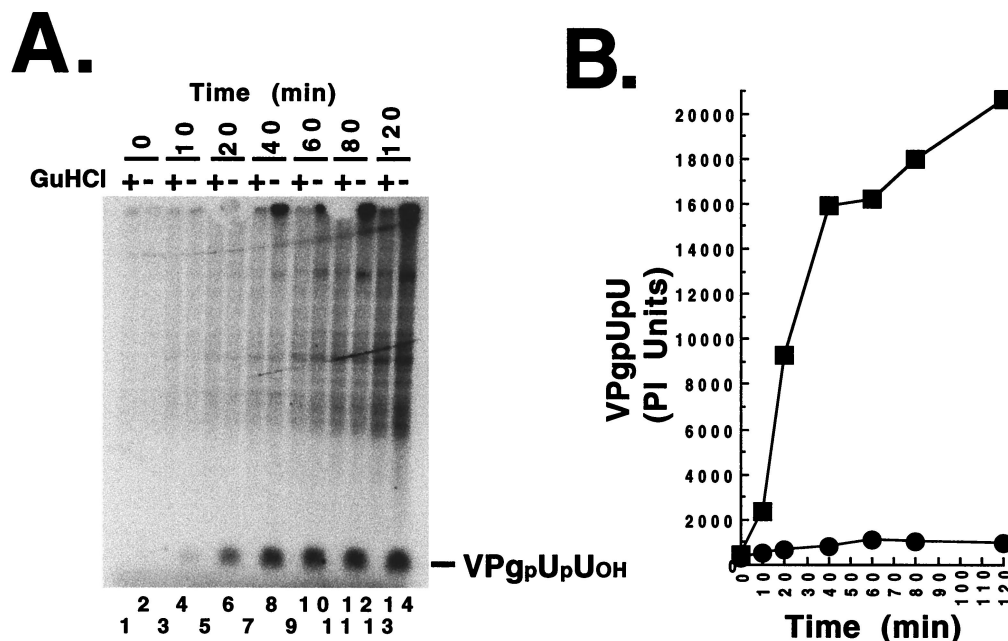 A.
Time (min)
0 10 20 40 60 80 120
GuHCl + - + - + - + - + - + - + -
VPgpUpUOH
2 4 6 8 10 12 14
1 3 5 7 9 11 13
B.
VPgpUpU
(PI Units)
20000
18000
16000
14000
12000
10000
8000
6000
4000
2000
0
0 10 20 30 40 50 60 70 80 90 100 110 120
Time (min)